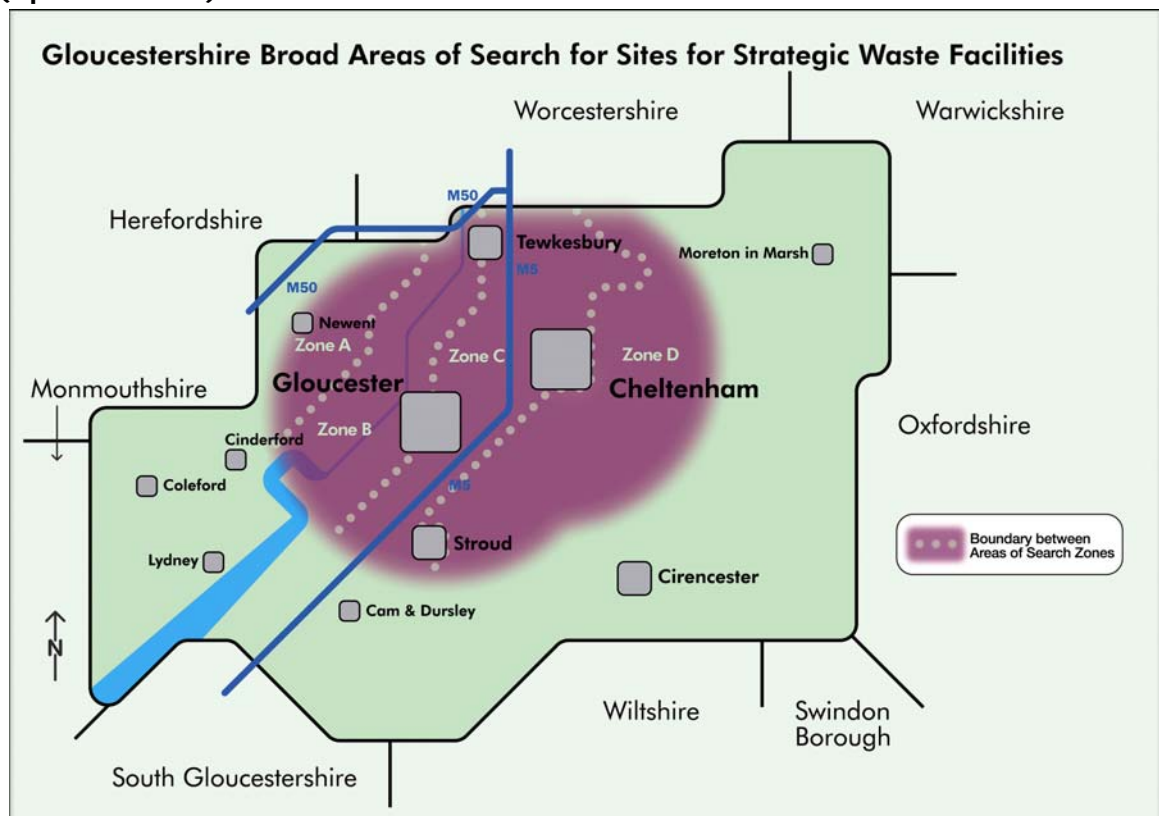 Gloucestershire Broad Areas of Search for Sites for Strategic Waste Facilities
Worcestershire
Warwickshire
M50
Herefordshire
Tewkesbury
Moreton in Marsh
M5
M50
Newent
Zone A
Zone C
Zone D
Gloucester
Cheltenham
Monmouthshire
Zone B
Oxfordshire
Cinderford
Coleford
M5
Boundary between
Areas of Search Zones
Stroud
Lydney
Cirencester
Cam & Dursley
N
Wiltshire
Swindon
Borough
South Gloucestershire